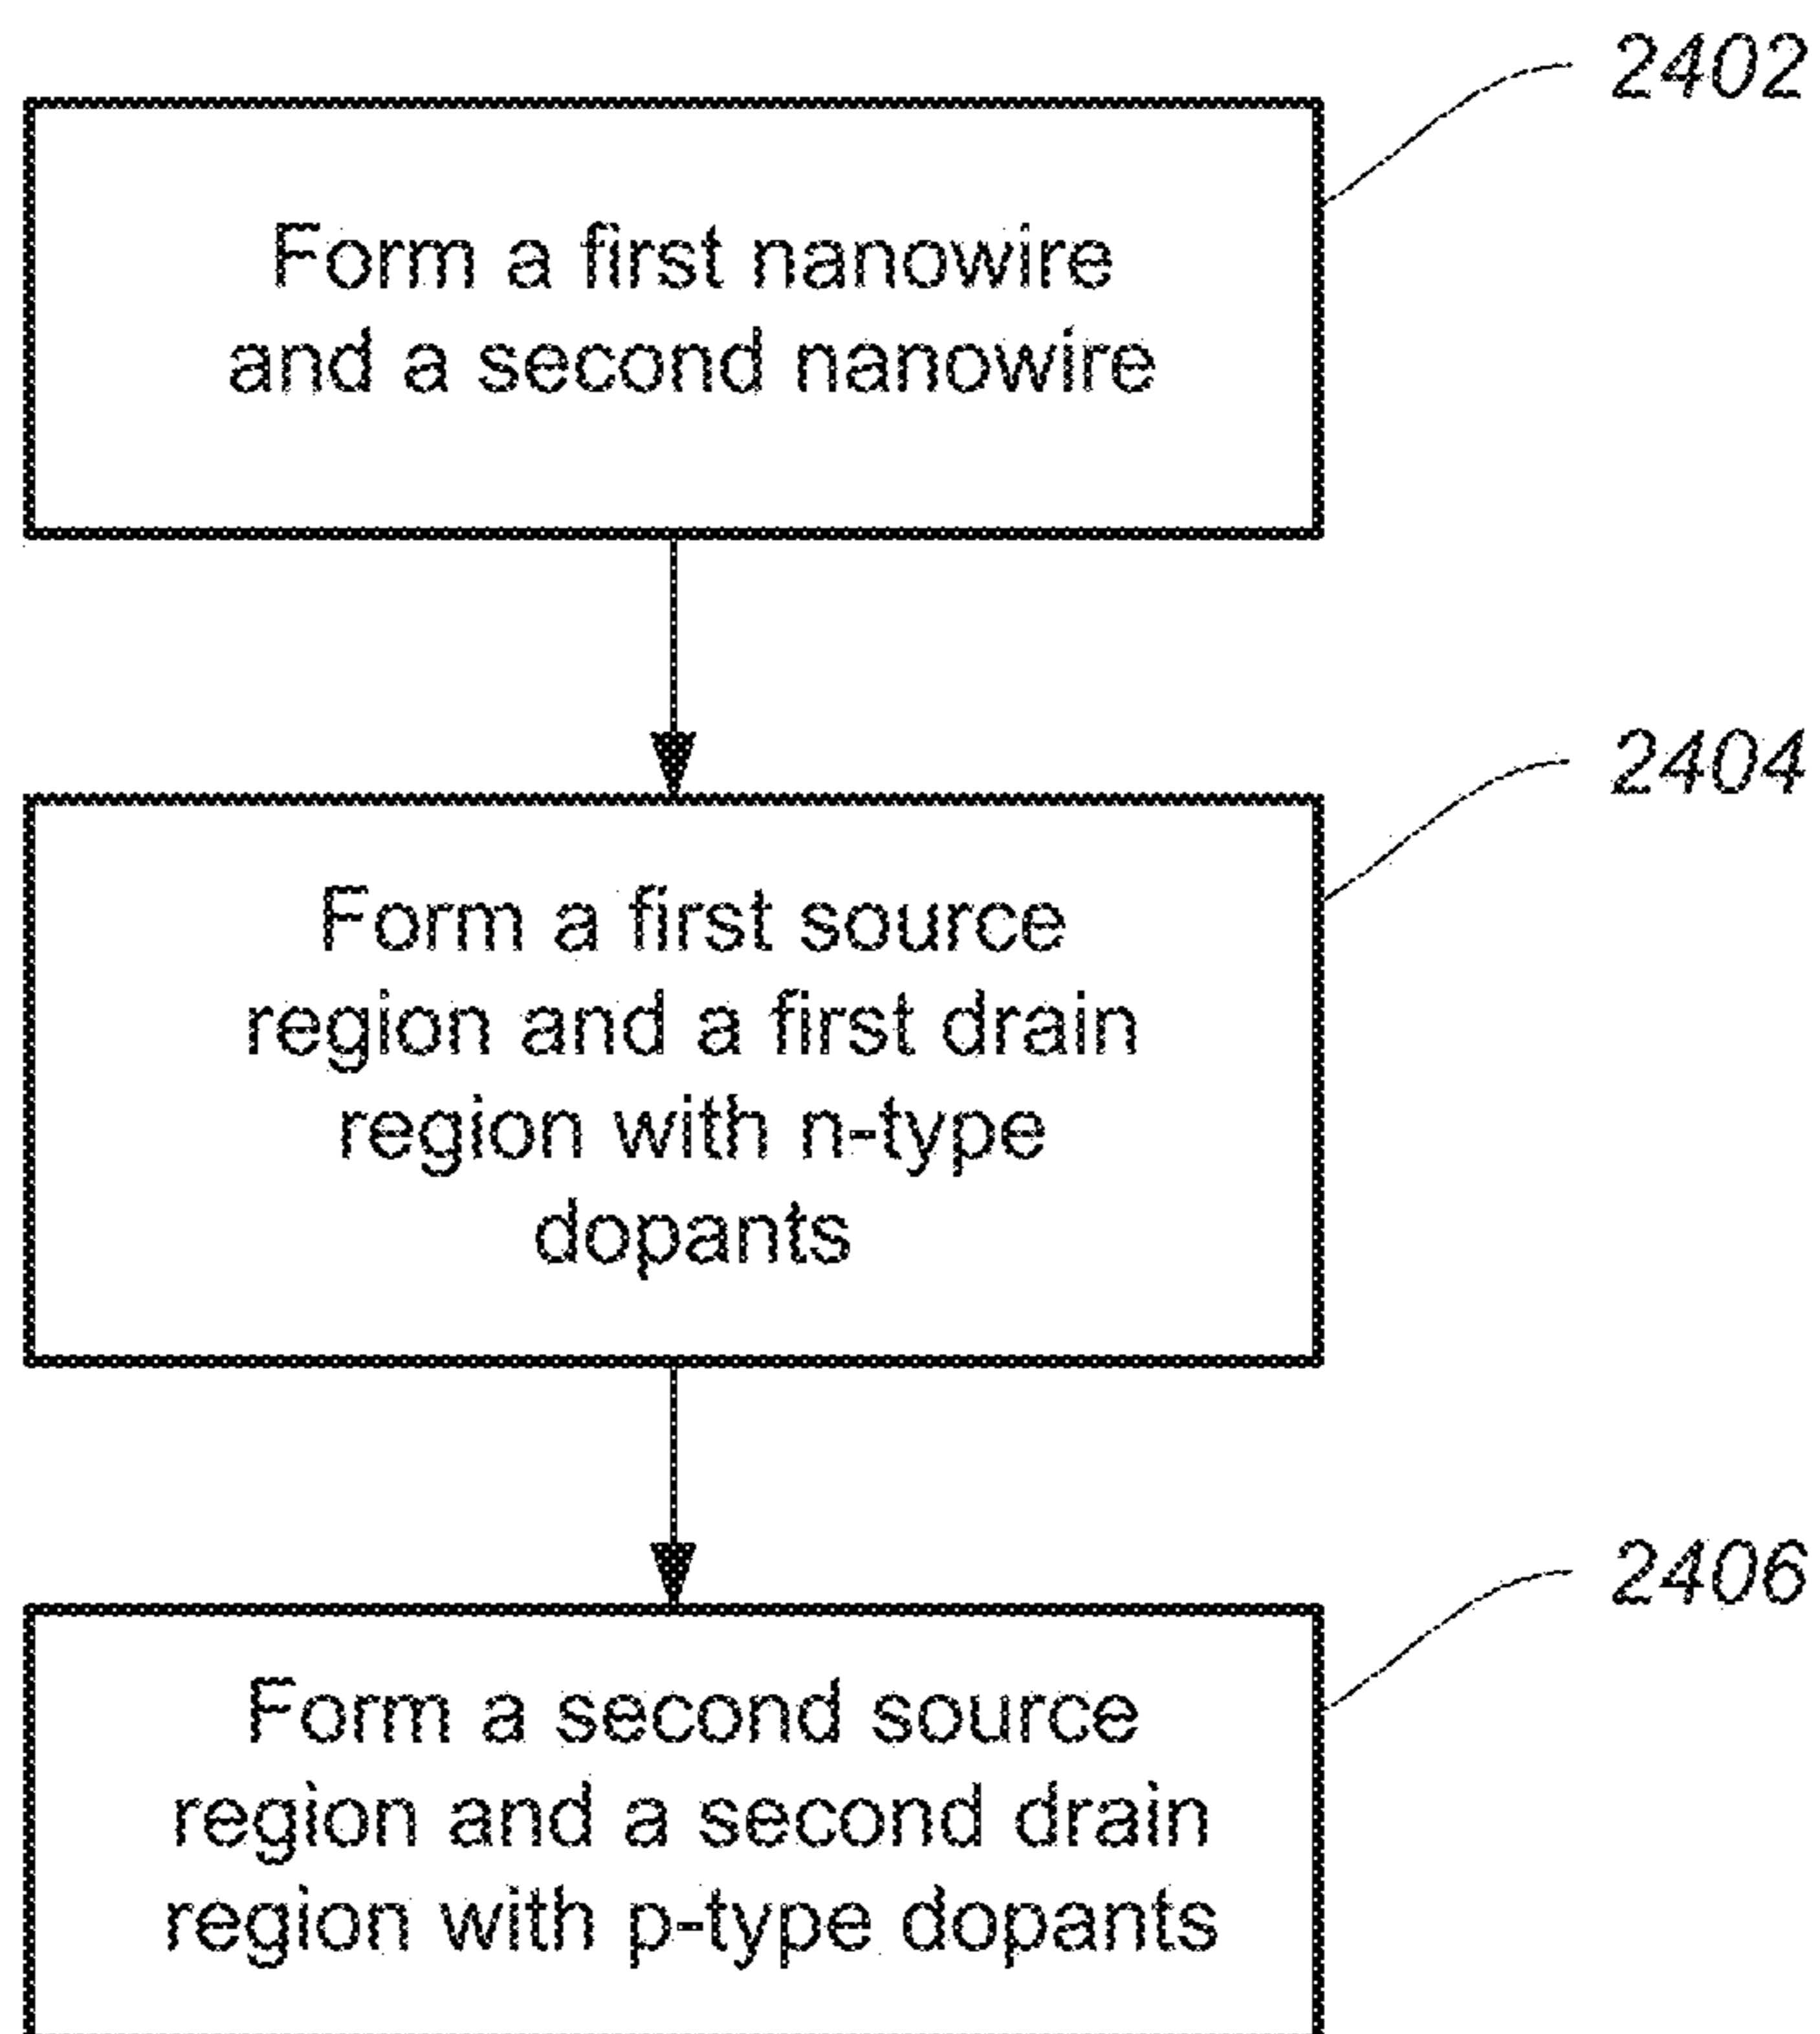 2402
Form a first nanowire
and a second nanowire
2404
Form a first source
region and a first drain
region with n-type
dopants
2406
Form a second source
region and a second drain
region with p-type dopants